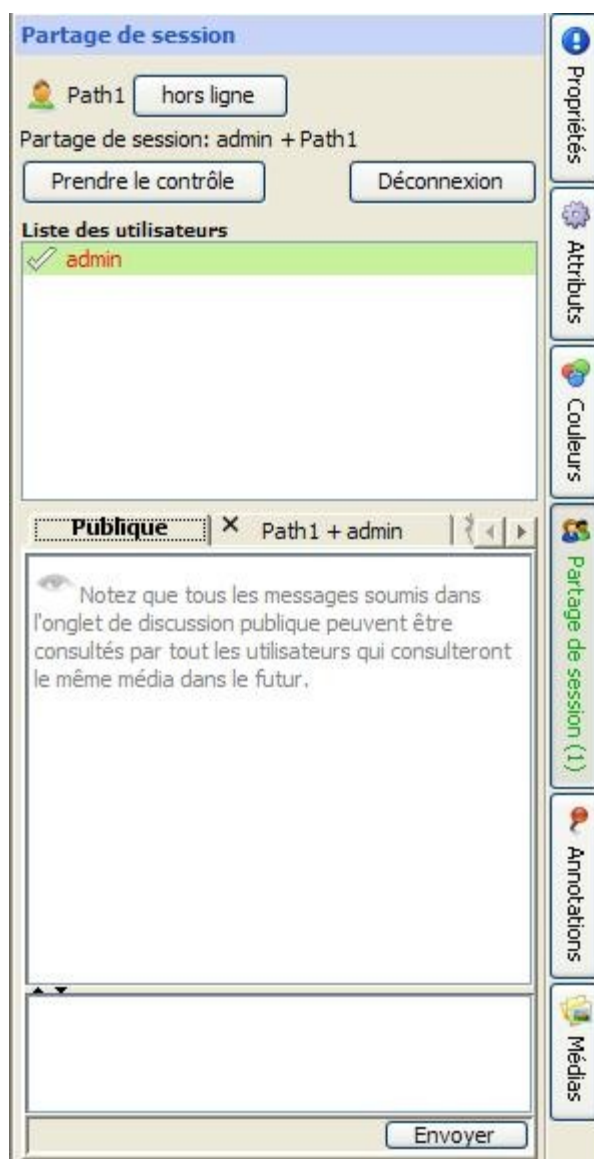 Partage de session
Path1 hors ligne
Partage de session: admin + Path1
Prendre le contrôle Déconnexion
Liste des utilisateurs
admin
Publique Path1 + admin
Notez que tous les messages soumis dans
l'onglet de discussion publique peuvent être
consultés par tout les utilisateurs qui consulteront
le même média dans le futur.
Envoyer
Propriétés
Attributs
Couleurs
Partage de session (1)
Annotations
Médias